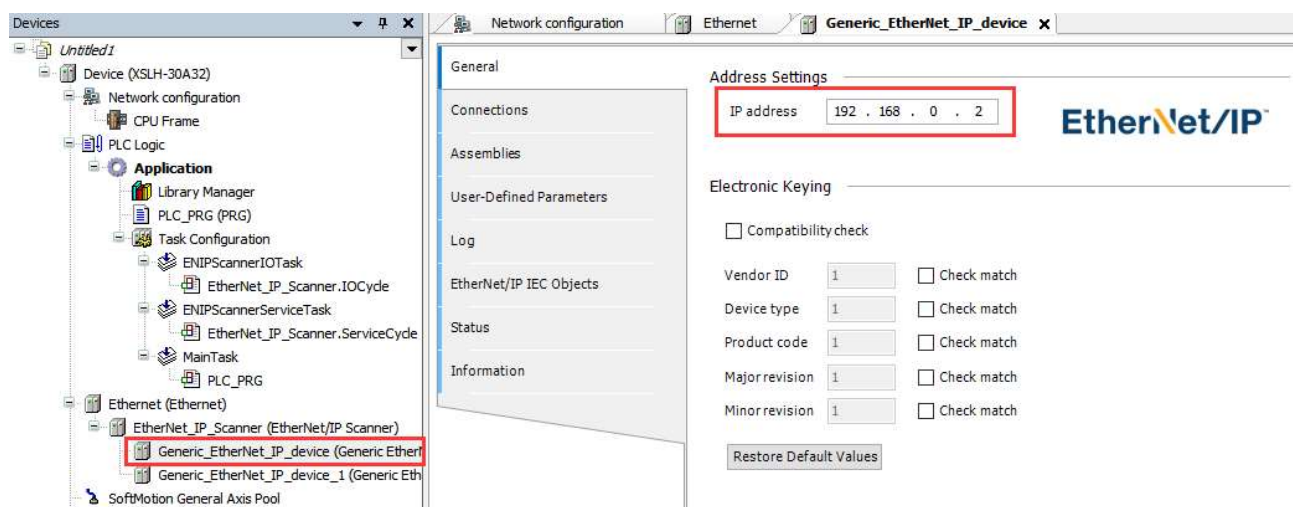 Devices
Untitled1
Device (XSLH-30A32)
Network configuration
CPU Frame
PLC Logic
Application
Library Manager
PLC_PRG (PRG)
Task Configuration
ENIPScannerIOTask
EtherNet_IP_Scanner.IOCycle
ENIPScannerServiceTask
EtherNet_IP_Scanner.ServiceCycle
MainTask
PLC_PRG
Ethernet (Ethernet)
EtherNet_IP_Scanner (EtherNet/IP Scanner)
Generic_EtherNet_IP_device (Generic Ether
Generic_EtherNet_IP_device_1 (Generic Eth
SoftMotion General Axis Pool
Network configuration Ethernet Generic_EtherNet_IP_device
General
Connections
Assemblies
User-Defined Parameters
Log
EtherNet/IP IEC Objects
Status
Information
Address Settings
IP address 192 . 168 . 0 . 2
EtherNet/IP™
Electronic Keying
Compatibility check
Vendor ID 1 Check match
Device type 1 Check match
Product code 1 Check match
Major revision 1 Check match
Minor revision 1 Check match
Restore Default Values